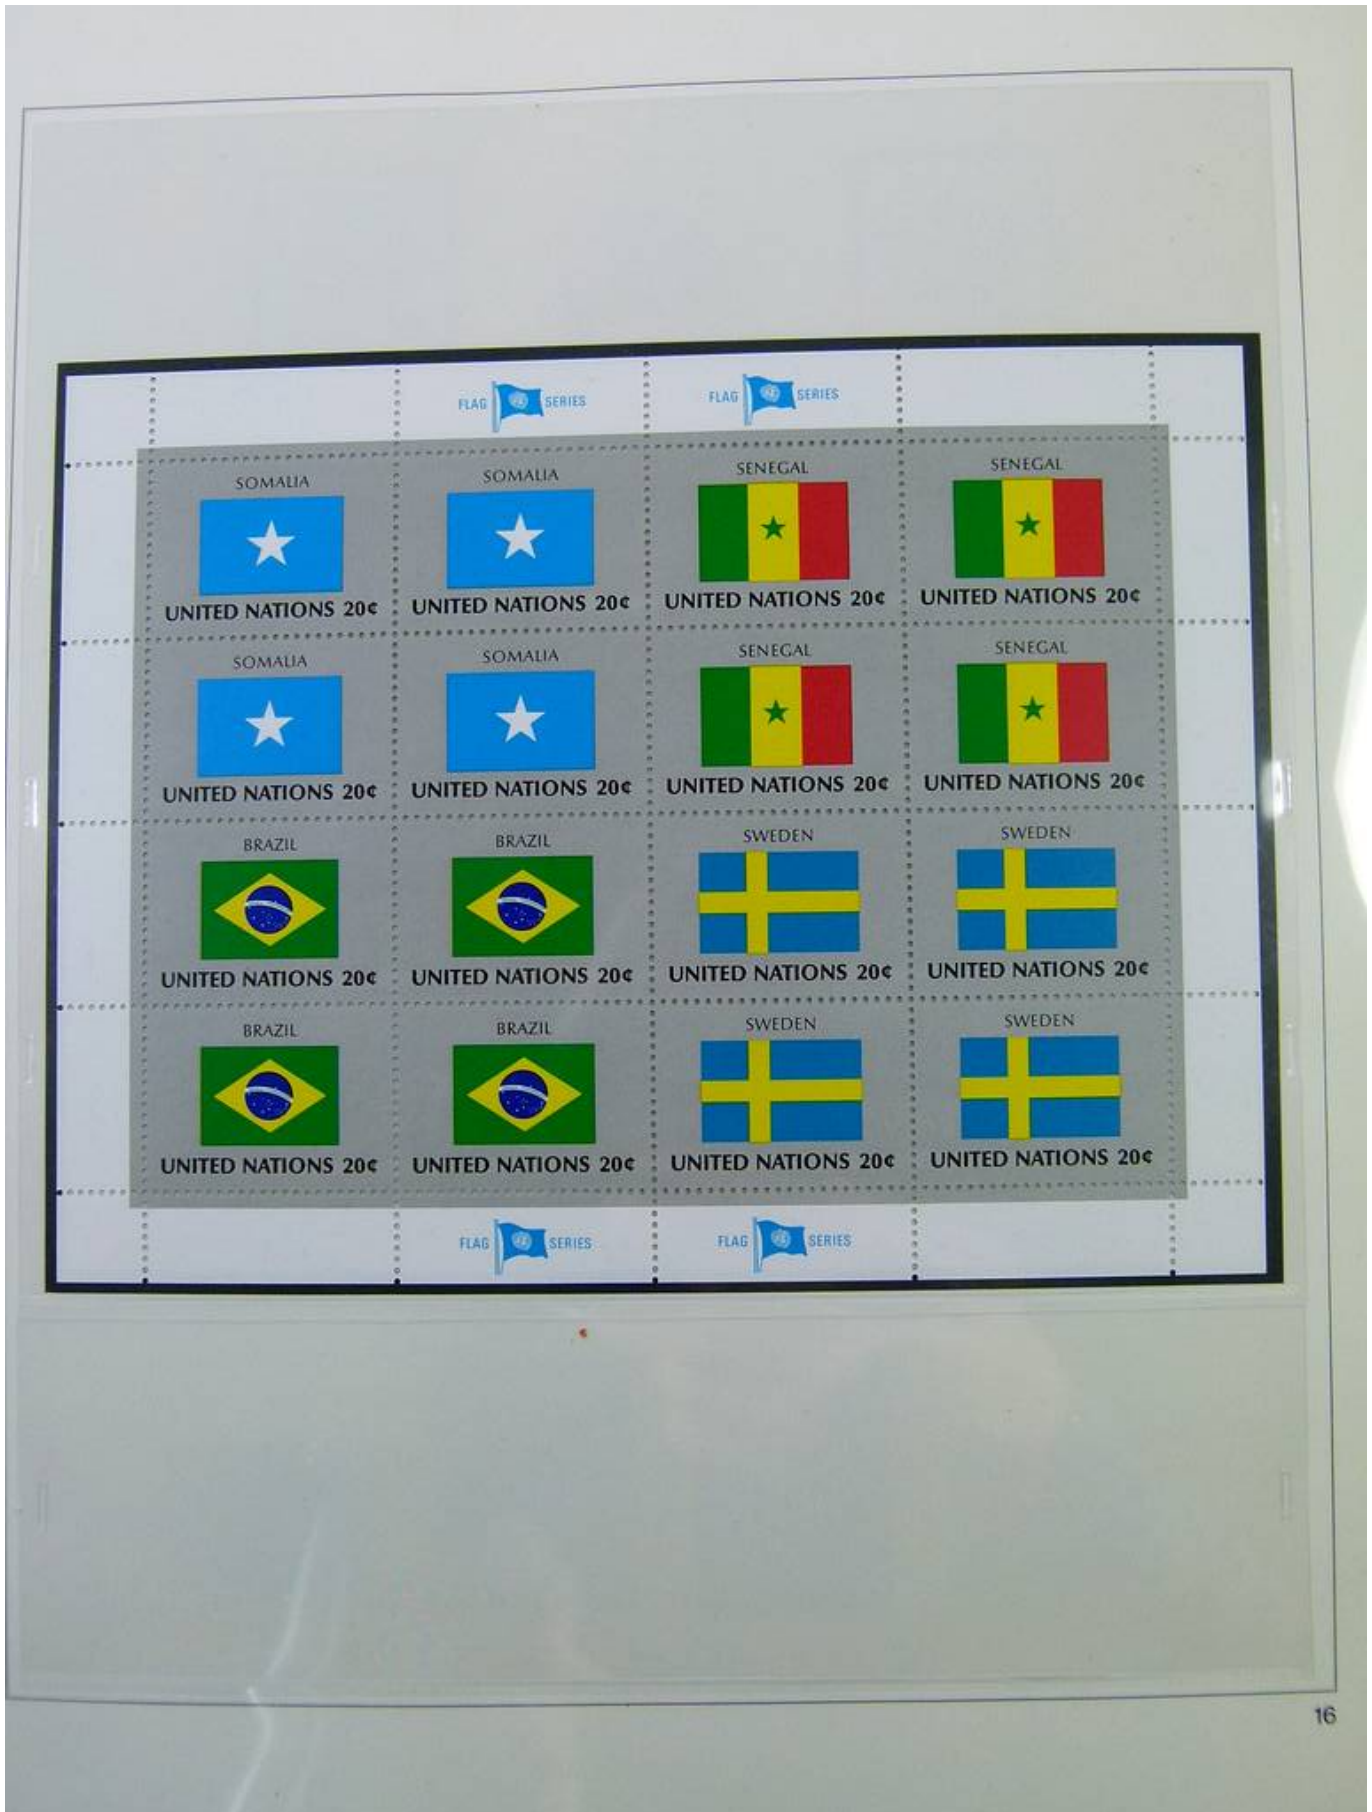 FLAG SERIES FLAG SERIES
SOMALIA SOMALIA SENEGAL SENEGAL
UNITED NATIONS 20¢ UNITED NATIONS 20¢ UNITED NATIONS 20¢ UNITED NATIONS 20¢
SOMALIA SOMALIA SENEGAL SENEGAL
UNITED NATIONS 20¢ UNITED NATIONS 20¢ UNITED NATIONS 20¢ UNITED NATIONS 20¢
BRAZIL BRAZIL SWEDEN SWEDEN
UNITED NATIONS 20¢ UNITED NATIONS 20¢ UNITED NATIONS 20¢ UNITED NATIONS 20¢
BRAZIL BRAZIL SWEDEN SWEDEN
UNITED NATIONS 20¢ UNITED NATIONS 20¢ UNITED NATIONS 20¢ UNITED NATIONS 20¢
FLAG SERIES FLAG SERIES
16